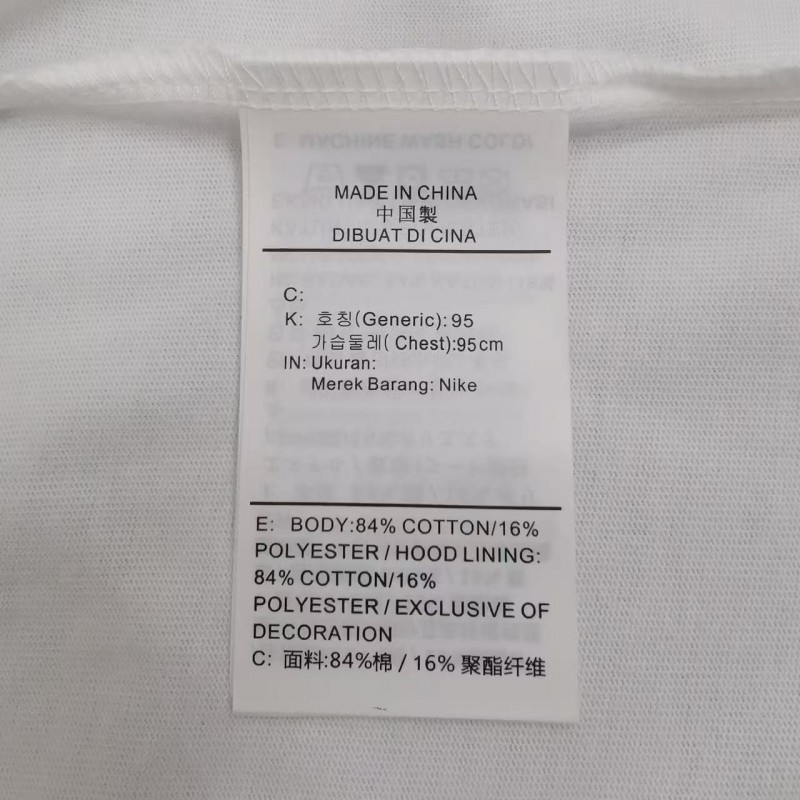 MADE IN CHINA
中国製
DIBUAT DI CINA
C:
K: 호칭(Generic): 95
가습둘레( Chest):95cm
IN: Ukuran:
Merek Barang: Nike
E: BODY:84% COTTON/16%
POLYESTER / HOOD LINING:
84% COTTON/16%
POLYESTER / EXCLUSIVE OF
DECORATION
C: 面料:84%棉 / 16% 聚酯纤维